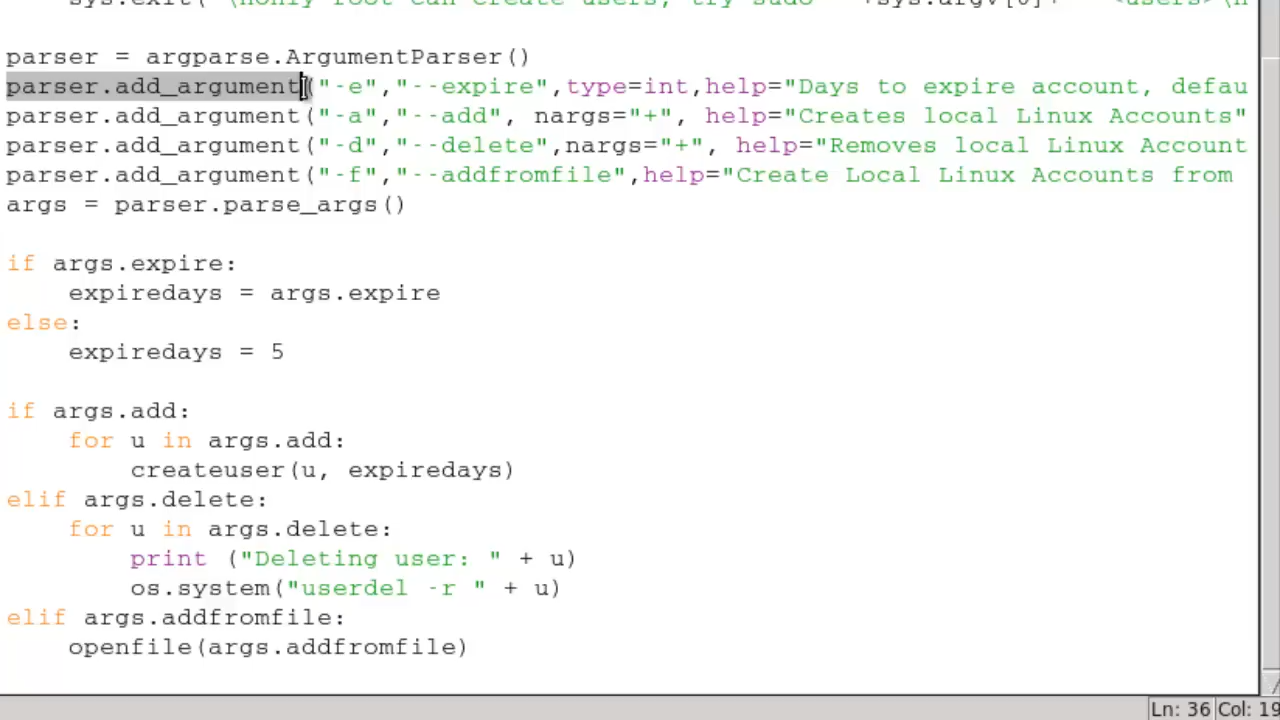 parser = argparse.ArgumentParser()
parser.add_argument("-e","--expire",type=int,help="Days to expire account, defau
parser.add_argument("-a","--add", nargs="+", help="Creates local Linux Accounts"
parser.add_argument("-d","--delete",nargs="+", help="Removes local Linux Account
parser.add_argument("-f","--addfromfile",help="Create Local Linux Accounts from
args = parser.parse_args()
if args.expire:
    expiredays = args.expire
else:
    expiredays = 5
if args.add:
    for u in args.add:
        createuser(u, expiredays)
elif args.delete:
    for u in args.delete:
        print ("Deleting user: " + u)
        os.system("userdel -r " + u)
elif args.addfromfile:
    openfile(args.addfromfile)
Ln: 36 Col: 19